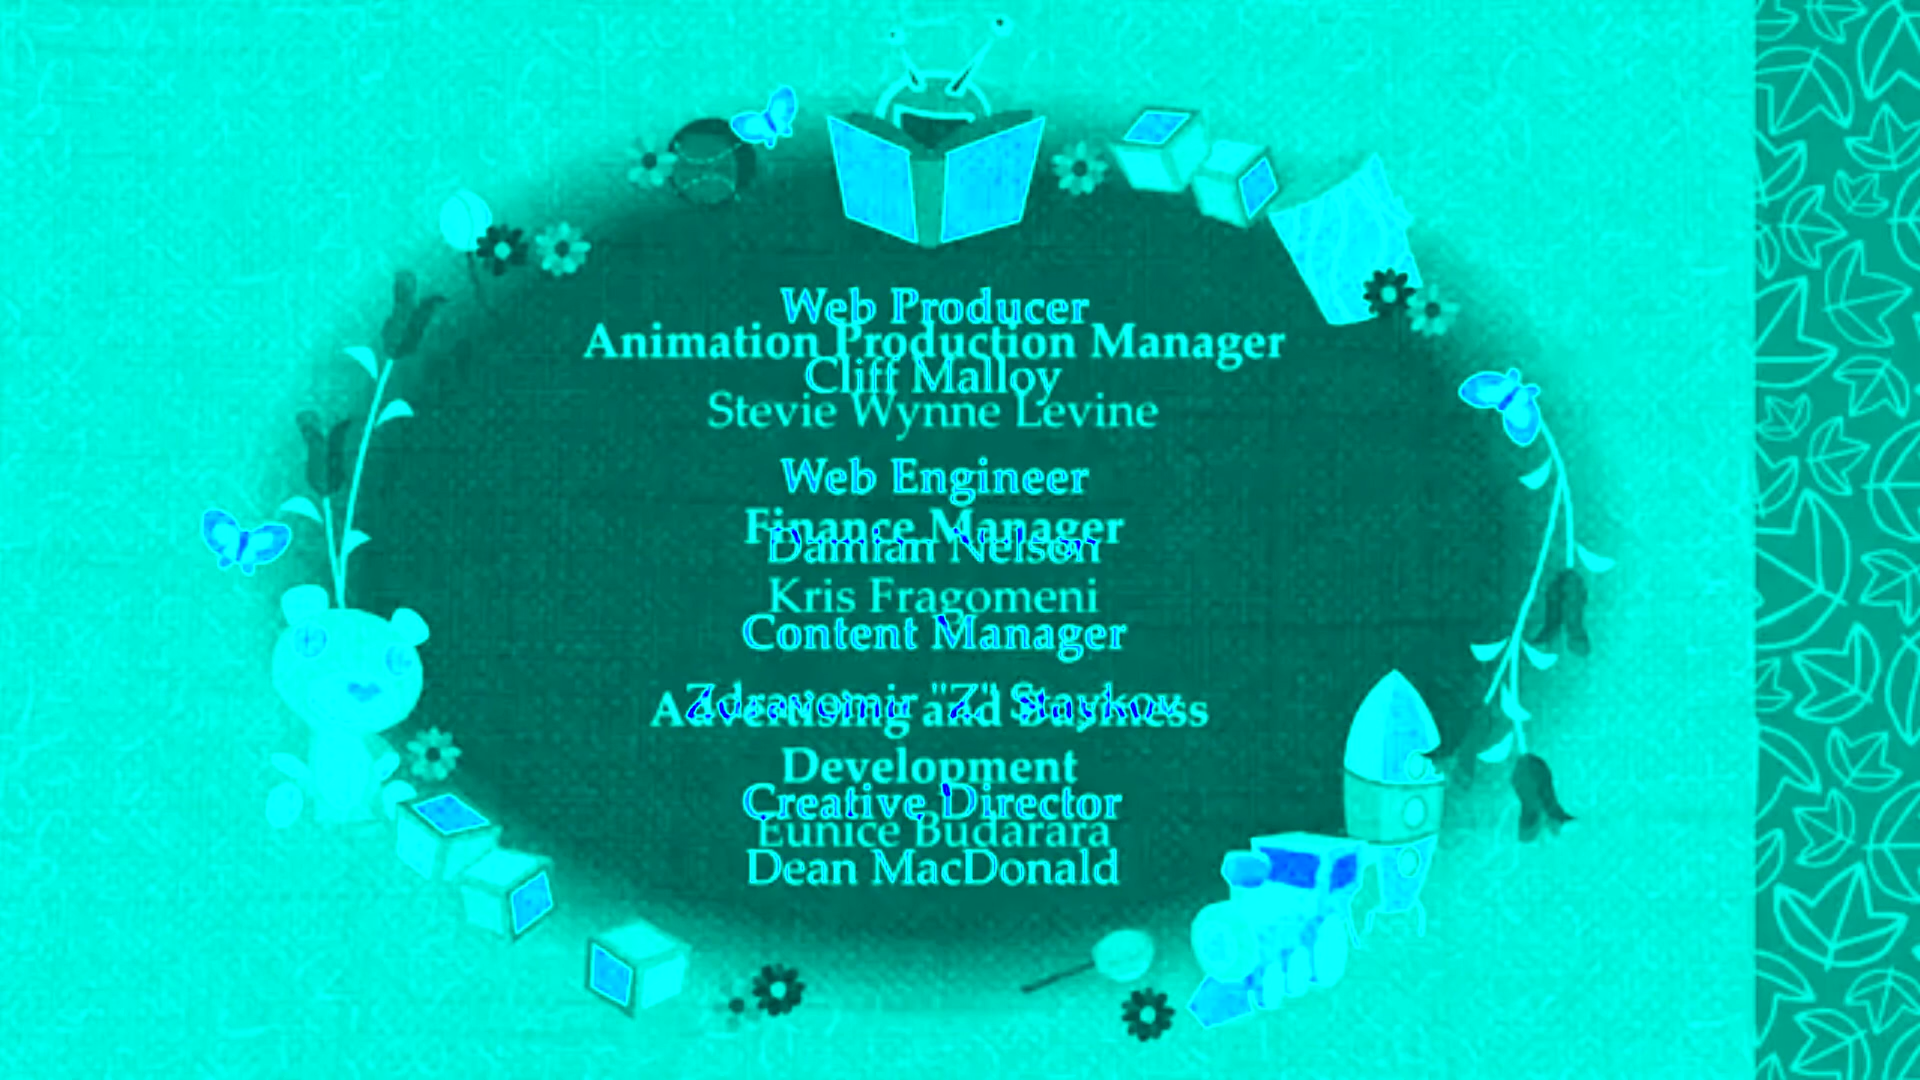 Web Producer
Animation Production Manager
Cliff Malloy
Stevie Wynne Levine
Web Engineer
Finance Manager
Damian Nelson
Kris Fragomeni
Content Manager
Zdravomir "Z" Staykov
Advertising and Business
Development
Creative Director
Eunice Budarara
Dean MacDonald